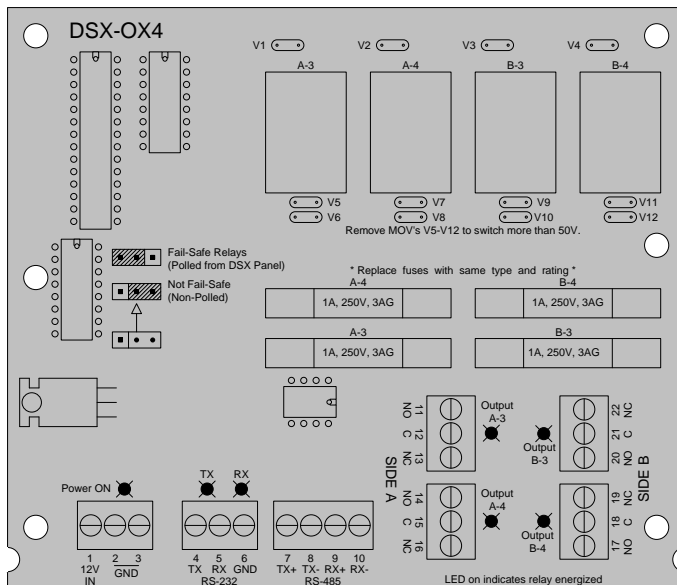 DSX-OX4
V1 V2 V3 V4
A-3 A-4 B-3 B-4
V5 V7 V9 V11
V6 V8 V10 V12
Remove MOV's V5-V12 to switch more than 50V.
Fail-Safe Relays
(Polled from DSX Panel)
Not Fail-Safe
(Non-Polled)
* Replace fuses with same type and rating *
A-4 B-4
1A, 250V, 3AG 1A, 250V, 3AG
A-3 B-3
1A, 250V, 3AG 1A, 250V, 3AG
SIDE A
11 NO
12 C
13 NC
Output
A-3
14 NO
15 C
16 NC
Output
A-4
SIDE B
22 NC
21 C
20 NO
Output
B-3
19 NC
18 C
17 NO
Output
B-4
Power ON
TX RX
1 2 3
12V GND
IN
4 5 6
TX RX GND
RS-232
7 8 9 10
TX+ TX- RX+ RX-
RS-485
LED on indicates relay energized